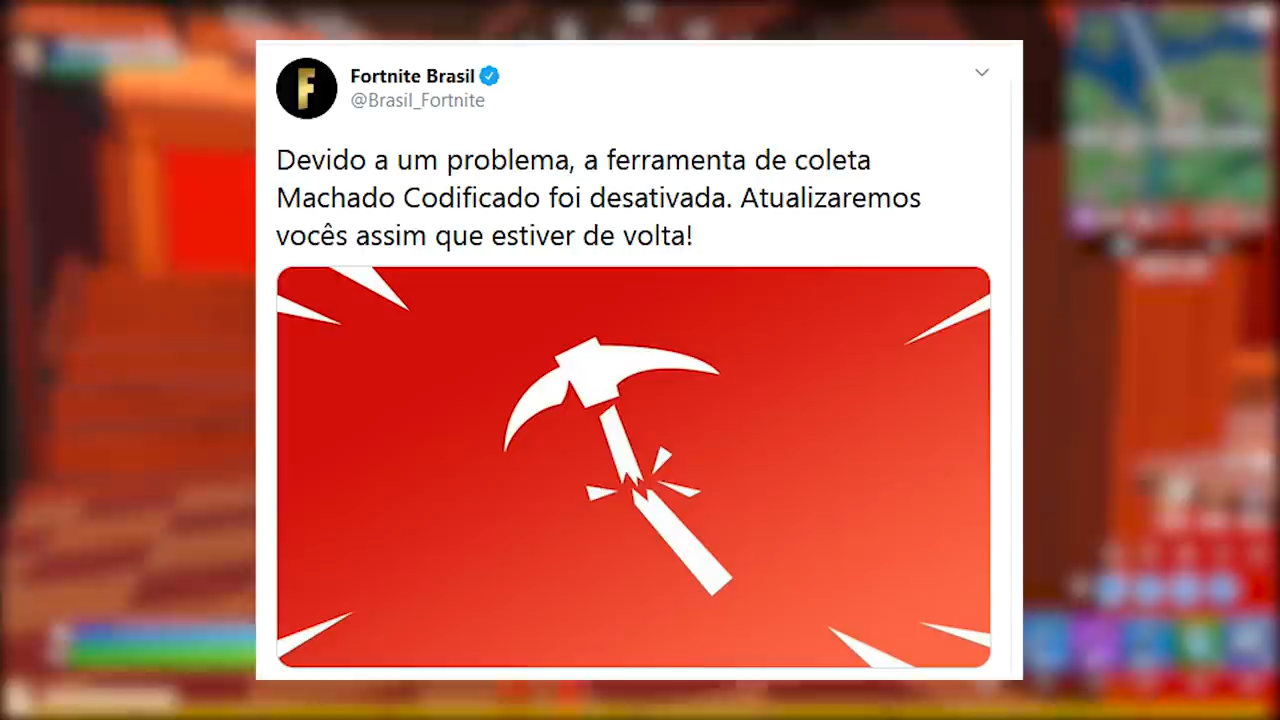 F
Fortnite Brasil
@Brasil_Fortnite
Devido a um problema, a ferramenta de coleta
Machado Codificado foi desativada. Atualizaremos
vocês assim que estiver de volta!